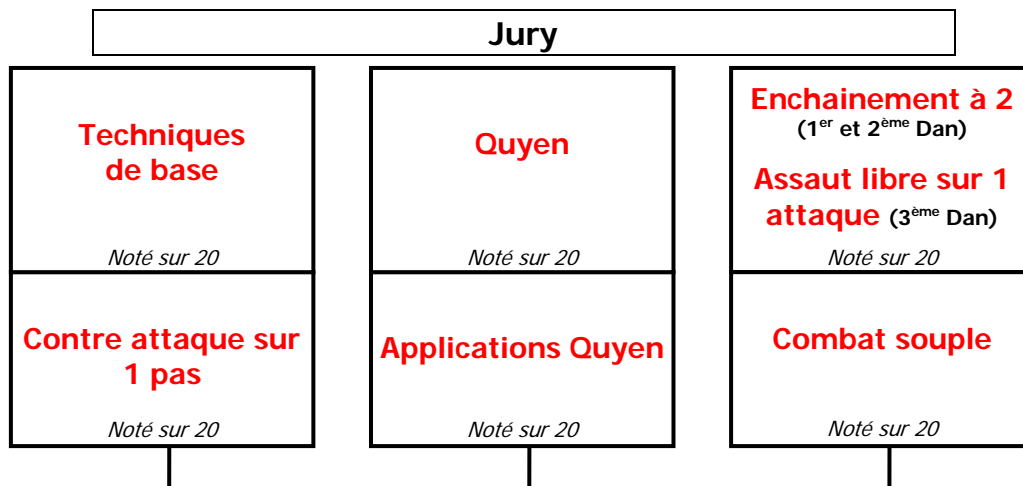 Jury
Techniques
de base
Noté sur 20
Contre attaque sur
1 pas
Noté sur 20
Quyen
Noté sur 20
Applications Quyen
Noté sur 20
Enchainement à 2
(1er et 2ème Dan)
Assaut libre sur 1
attaque (3ème Dan)
Noté sur 20
Combat souple
Noté sur 20